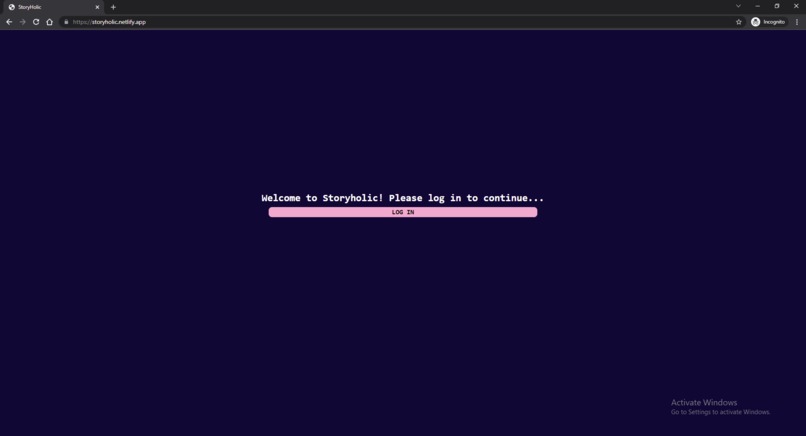 StoryHolic
https://storyholic.netlify.app
Incognito
Welcome to Storyholic! Please log in to continue...
LOG IN
Activate Windows
Go to Settings to activate Windows.